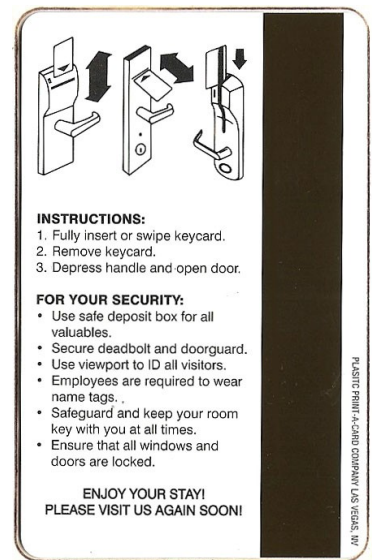 INSTRUCTIONS:
1. Fully insert or swipe keycard.
2. Remove keycard.
3. Depress handle and open door.
FOR YOUR SECURITY:
• Use safe deposit box for all
valuables.
• Secure deadbolt and doorguard.
• Use viewport to ID all visitors.
• Employees are required to wear
name tags.
• Safeguard and keep your room
key with you at all times.
• Ensure that all windows and
doors are locked.
ENJOY YOUR STAY!
PLEASE VISIT US AGAIN SOON!
PLASITC PRINT-A-CARD COMPANY LAS VEGAS, NV